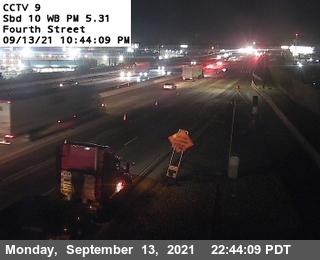 CCTV 9
Sbd 10 WB PM 5.31
Fourth Street
09/13/21 10:44:09 PM
Monday, September 13, 2021 22:44:09 PDT